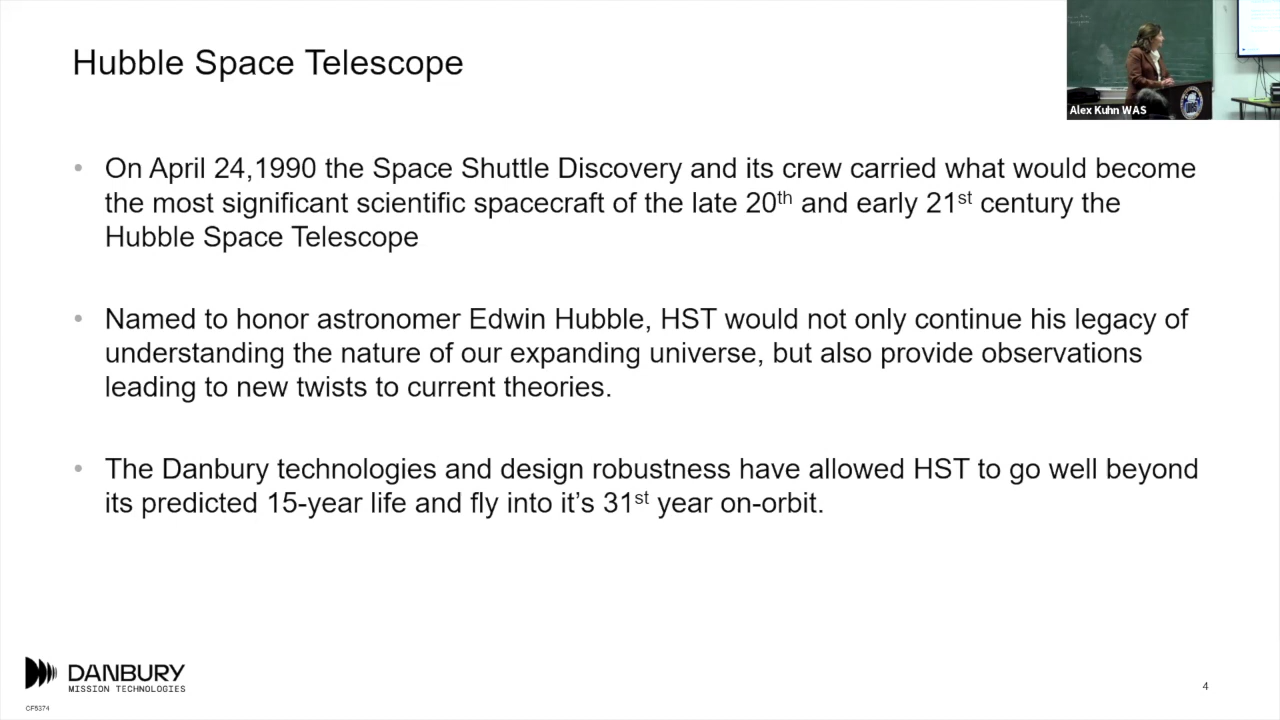 Hubble Space Telescope
Alex Kuhn WAS
• On April 24,1990 the Space Shuttle Discovery and its crew carried what would become
the most significant scientific spacecraft of the late 20th and early 21st century the
Hubble Space Telescope
• Named to honor astronomer Edwin Hubble, HST would not only continue his legacy of
understanding the nature of our expanding universe, but also provide observations
leading to new twists to current theories.
• The Danbury technologies and design robustness have allowed HST to go well beyond
its predicted 15-year life and fly into it’s 31st year on-orbit.
DANBURY
MISSION TECHNOLOGIES
CF5374
4